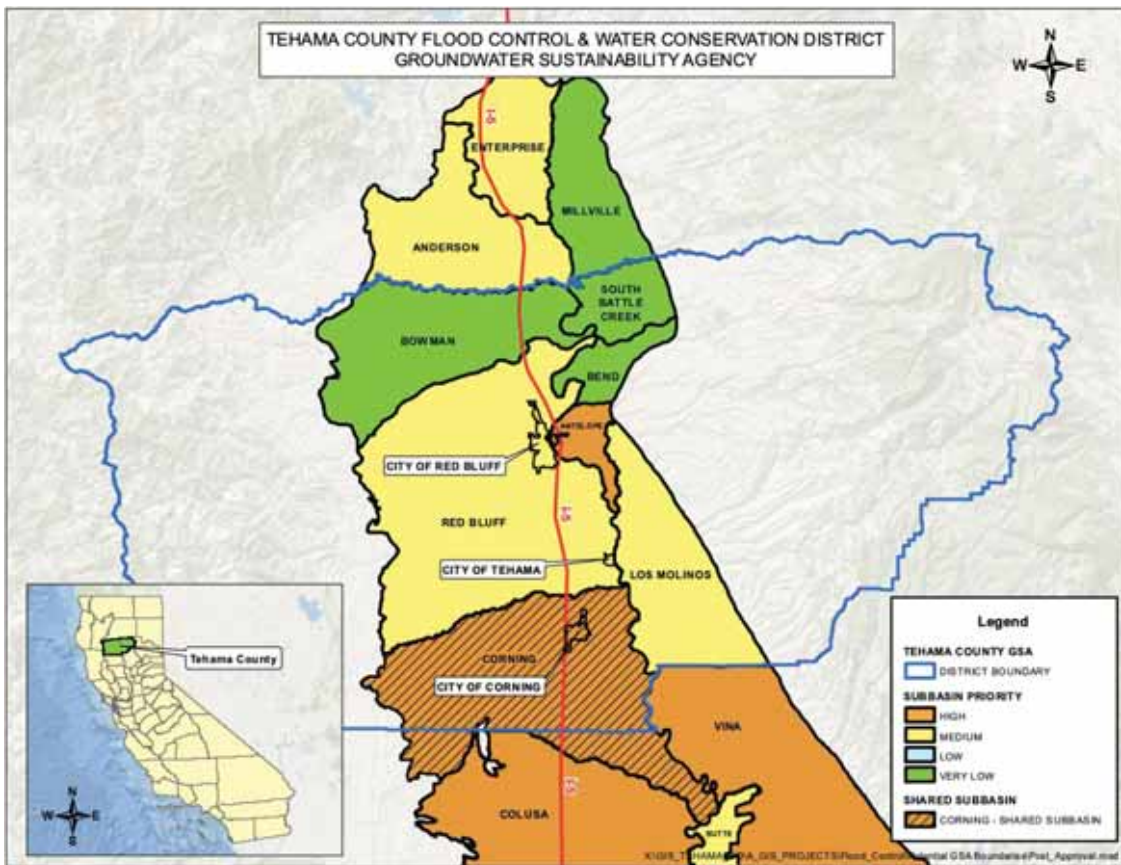 TEHAMA COUNTY FLOOD CONTROL & WATER CONSERVATION DISTRICT
GROUNDWATER SUSTAINABILITY AGENCY
N
W E
S
I-5
ENTERPRISE
MILLVILLE
ANDERSON
SOUTH
BATTLE
CREEK
BOWMAN
BEND
ANTELOPE
CITY OF RED BLUFF
RED BLUFF
I-5
CITY OF TEHAMA
LOS MOLINOS
CORNING
CITY OF CORNING
VINA
I-5
COLUSA
BUTTE
Tehama County
N
W E
S
Legend
TEHAMA COUNTY GSA
DISTRICT BOUNDARY
SUBBASIN PRIORITY
HIGH
MEDIUM
LOW
VERY LOW
SHARED SUBBASIN
CORNING - SHARED SUBBASIN